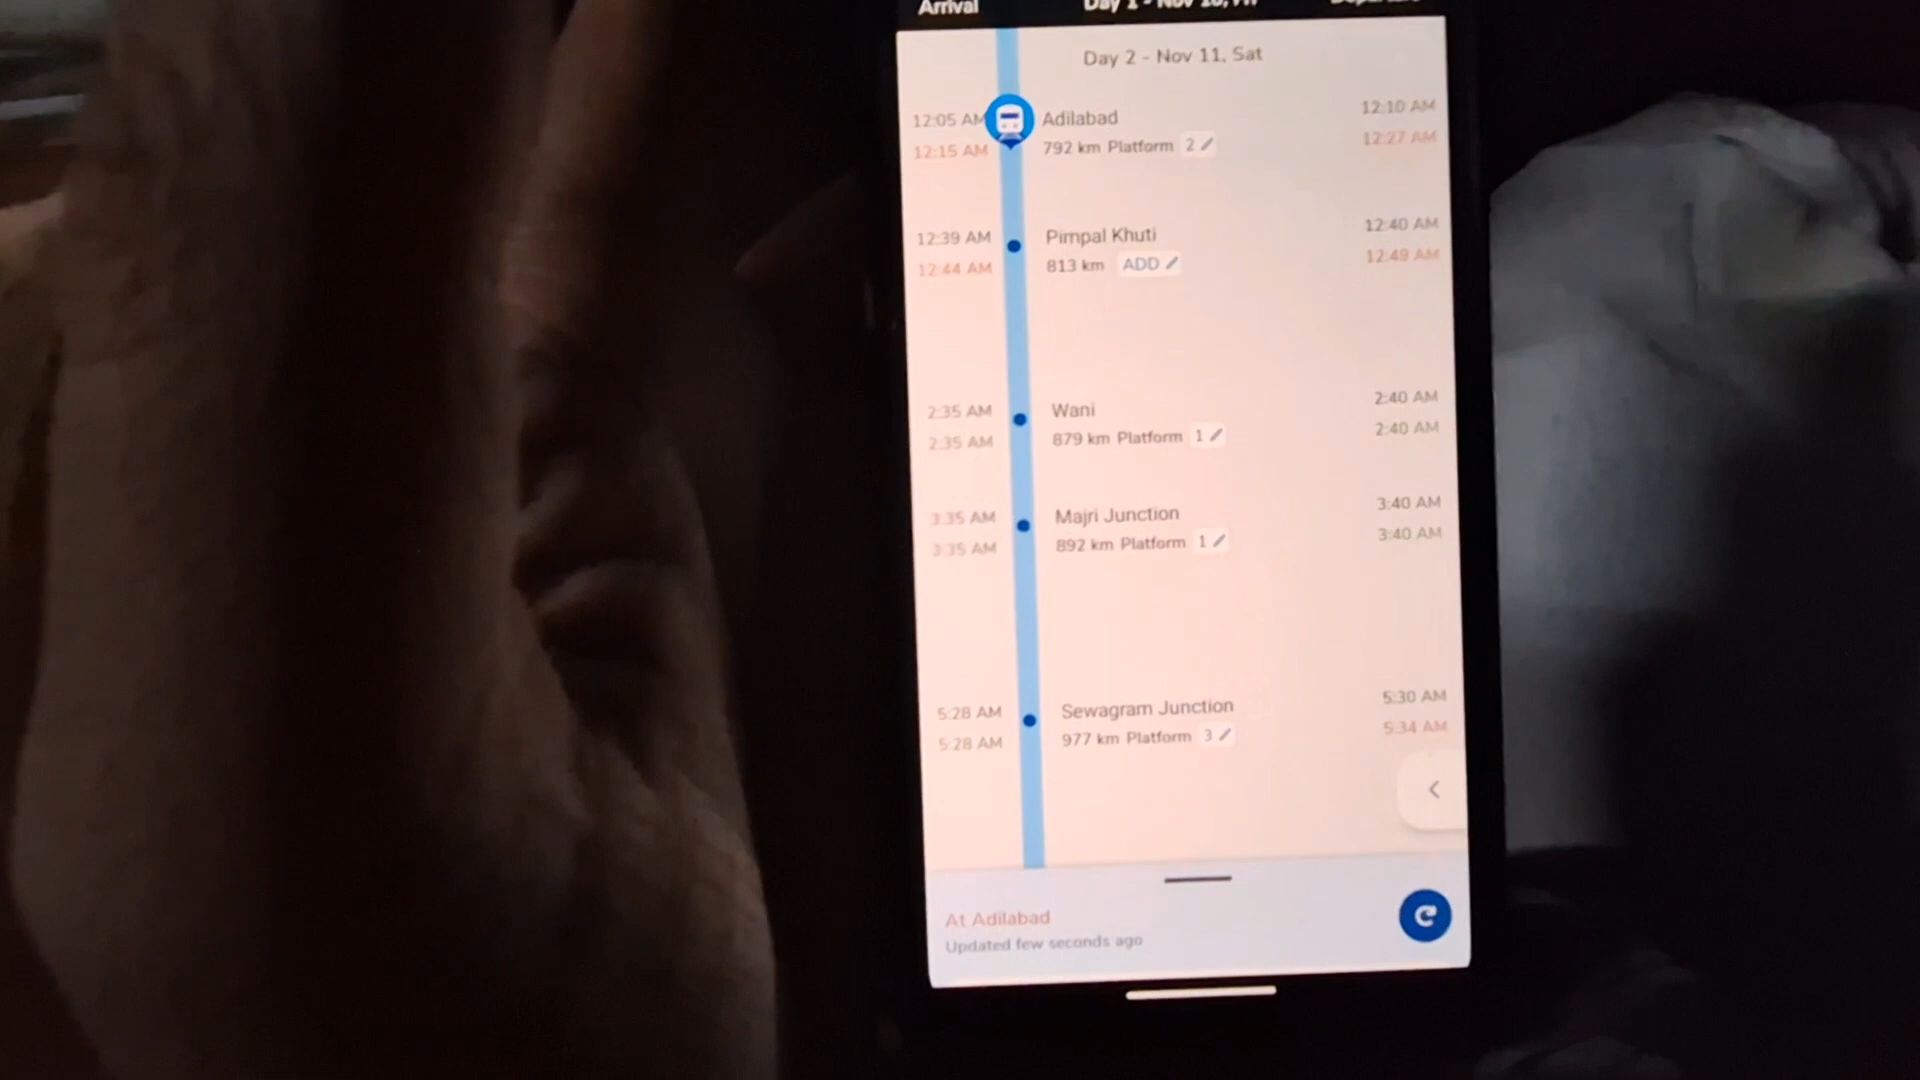 Arrival
Day 2 - Nov 11, Sat
12:05 AM Adilabad 12:10 AM
12:15 AM 792 km Platform 2 12:27 AM
12:39 AM Pimpal Khuti 12:40 AM
12:44 AM 813 km ADD 12:49 AM
2:35 AM Wani 2:40 AM
2:35 AM 879 km Platform 1 2:40 AM
3:35 AM Majri Junction 3:40 AM
3:35 AM 892 km Platform 1 3:40 AM
5:28 AM Sewagram Junction 5:30 AM
5:28 AM 977 km Platform 3 5:34 AM
At Adilabad
Updated few seconds ago